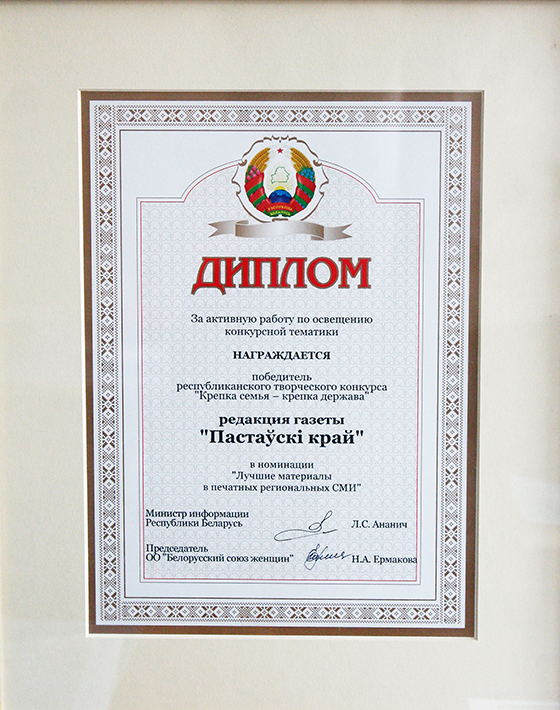 РЭСПУБЛІКА
БЕЛАРУСЬ
ДИПЛОМ
За активную работу по освещению
конкурсной тематики
НАГРАЖДАЕТСЯ
победитель
республиканского творческого конкурса
"Крепка семья – крепка держава"
редакция газеты
"Пастаўскі край"
в номинации
"Лучшие материалы
в печатных региональных СМИ"
Министр информации
Республики Беларусь Л.С. Ананич
Председатель
ОО "Белорусский союз женщин" Н.А. Ермакова